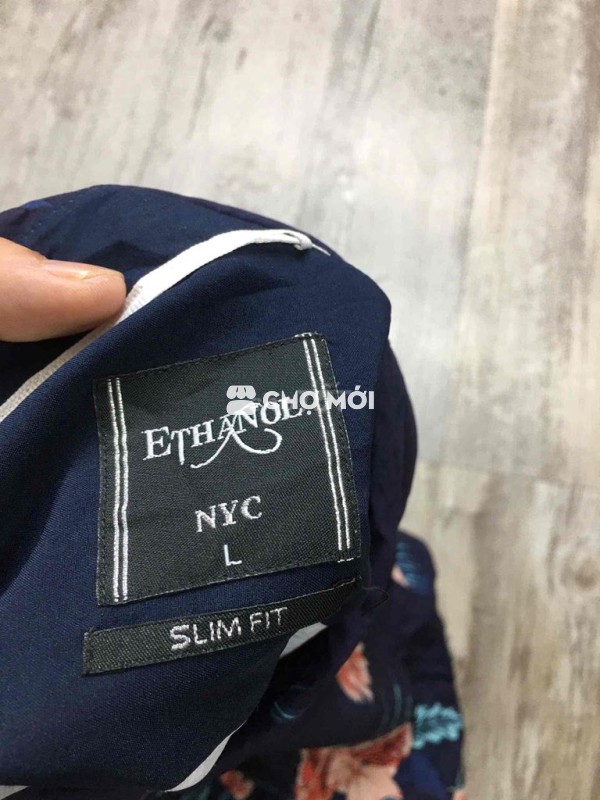 CHỢ MỚI
ETHANOL
NYC
L
SLIM FIT